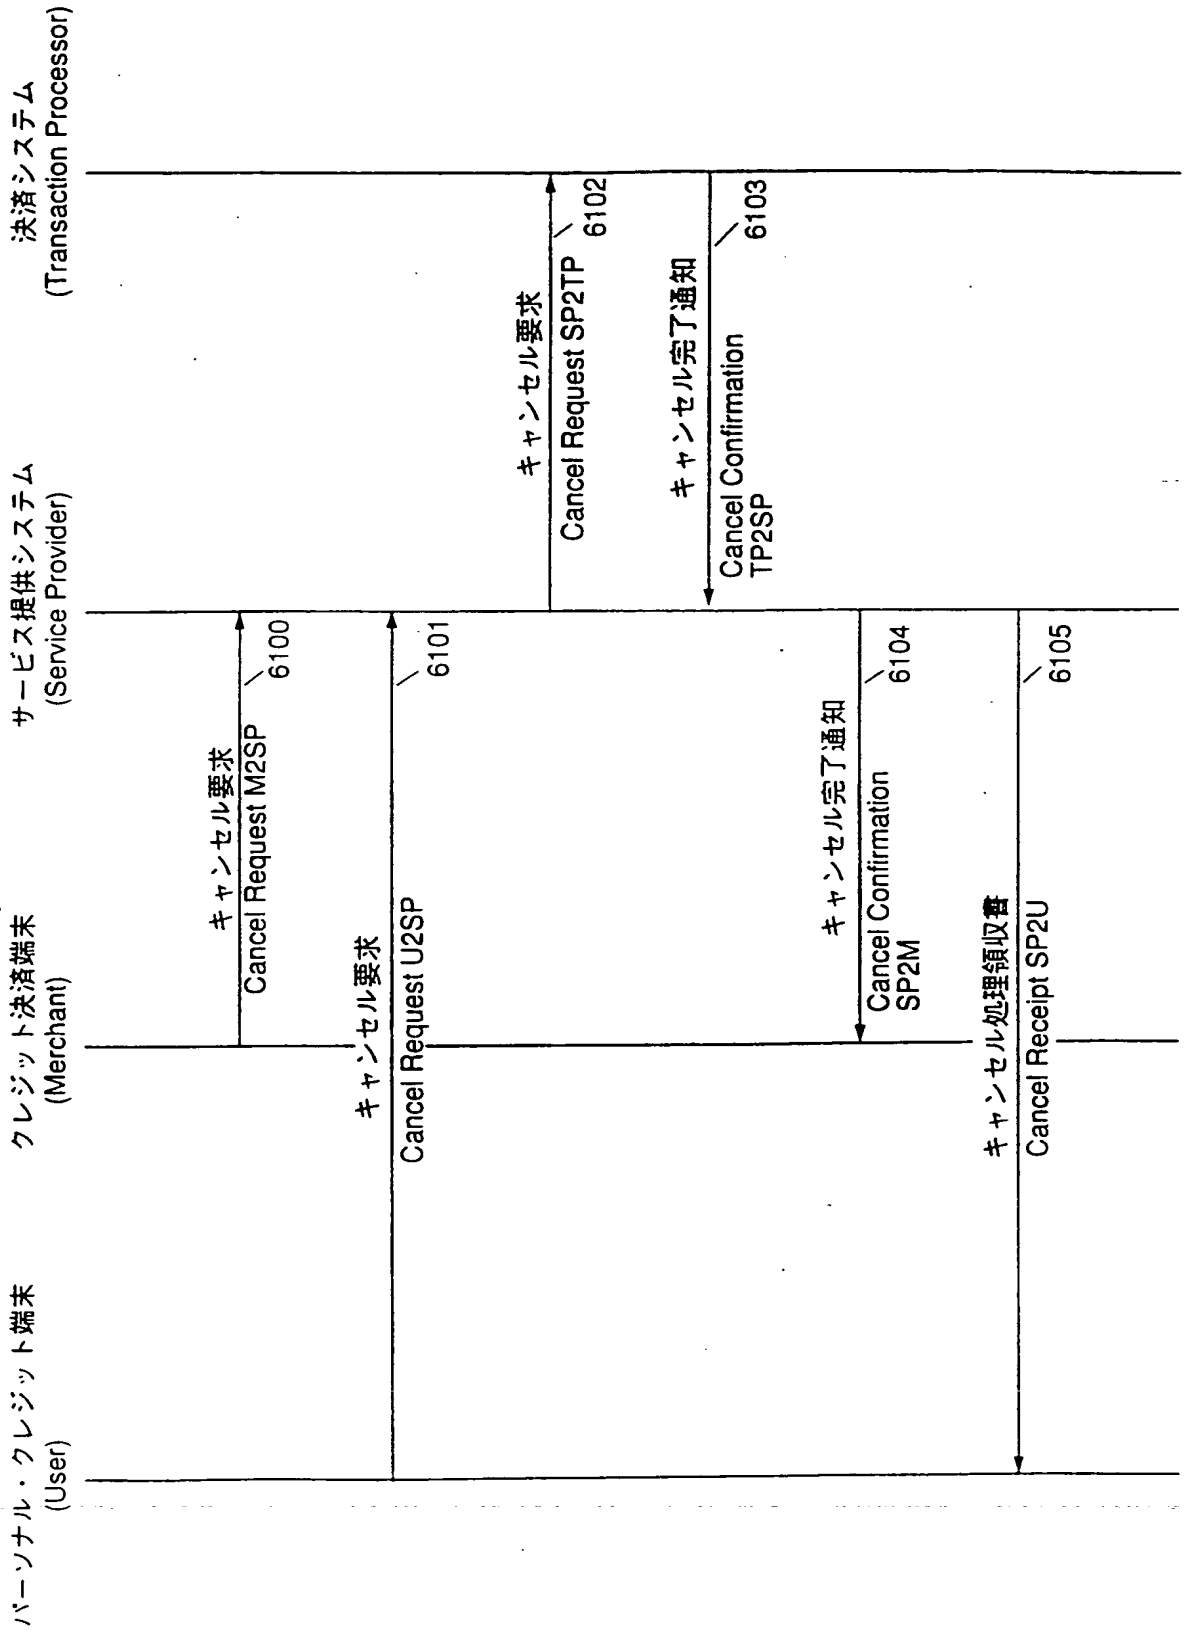 パーソナル・クレジット端末
(User)
クレジット決済端末
(Merchant)
サービス提供システム
(Service Provider)
決済システム
(Transaction Processor)
キャンセル要求
Cancel Request M2SP
6100
キャンセル要求
Cancel Request U2SP
6101
キャンセル要求
Cancel Request SP2TP
6102
キャンセル完了通知
Cancel Confirmation
TP2SP
6103
キャンセル完了通知
Cancel Confirmation
SP2M
6104
キャンセル処理領収書
Cancel Receipt SP2U
6105